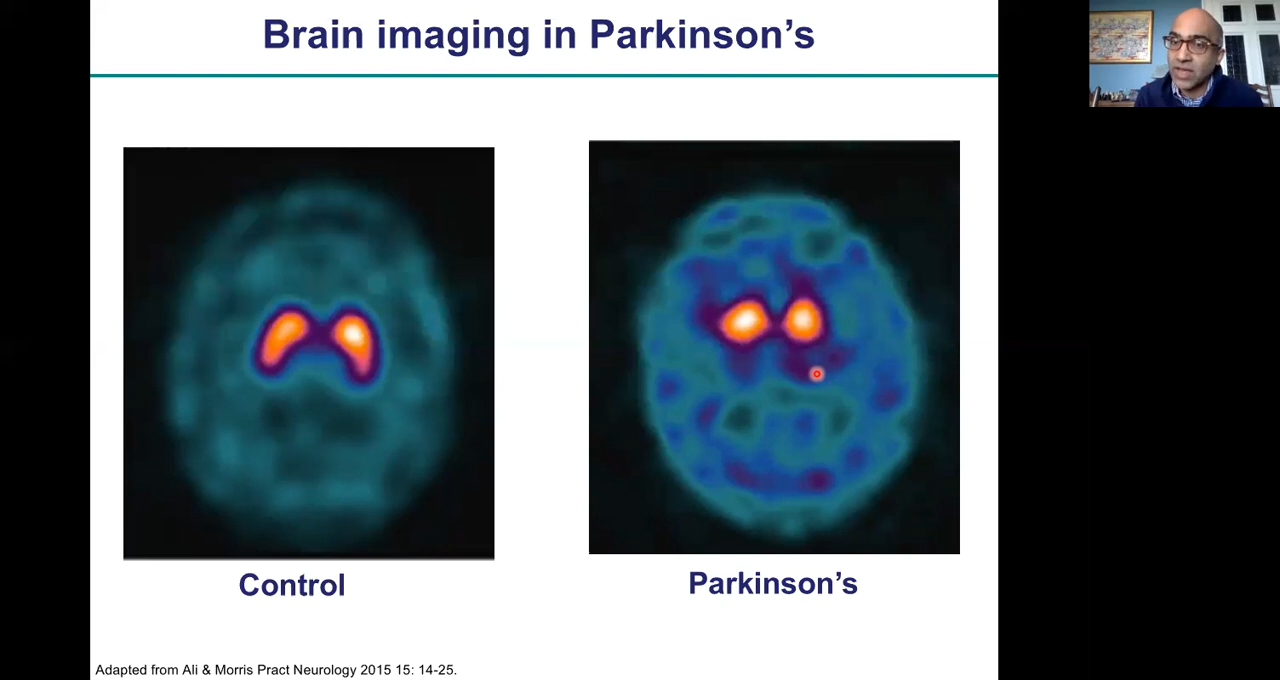 Brain imaging in Parkinson’s
Control
Parkinson’s
Adapted from Ali & Morris Pract Neurology 2015 15: 14-25.